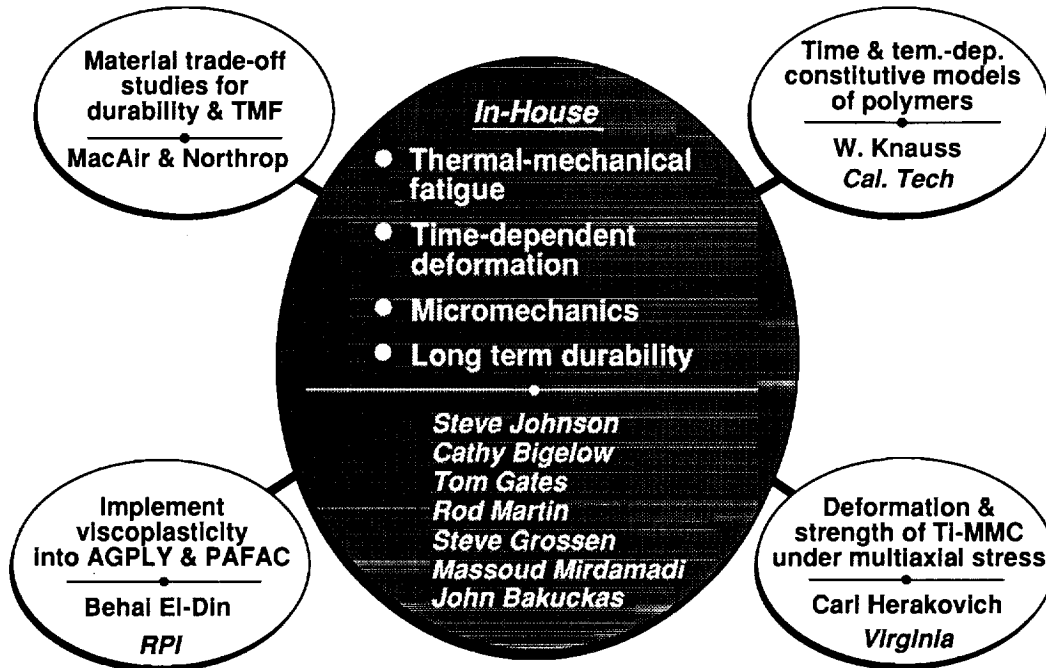 Material trade-off
studies for
durability & TMF
MacAir & Northrop
Time & tem.-dep.
constitutive models
of polymers
W. Knauss
Cal. Tech
In-House
Thermal-mechanical
fatigue
Time-dependent
deformation
Micromechanics
Long term durability
Steve Johnson
Cathy Bigelow
Tom Gates
Rod Martin
Steve Grossen
Massoud Mirdamadi
John Bakuckas
Implement
viscoplasticity
into AGPLY & PAFAC
Behai El-Din
RPI
Deformation &
strength of Ti-MMC
under multiaxial stress
Carl Herakovich
Virginia